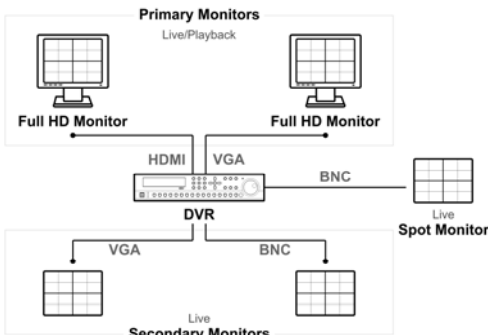 Primary Monitors
Live/Playback
Full HD Monitor
Full HD Monitor
HDMI
VGA
BNC
DVR
Live
Spot Monitor
VGA
BNC
Live
Secondary Monitors